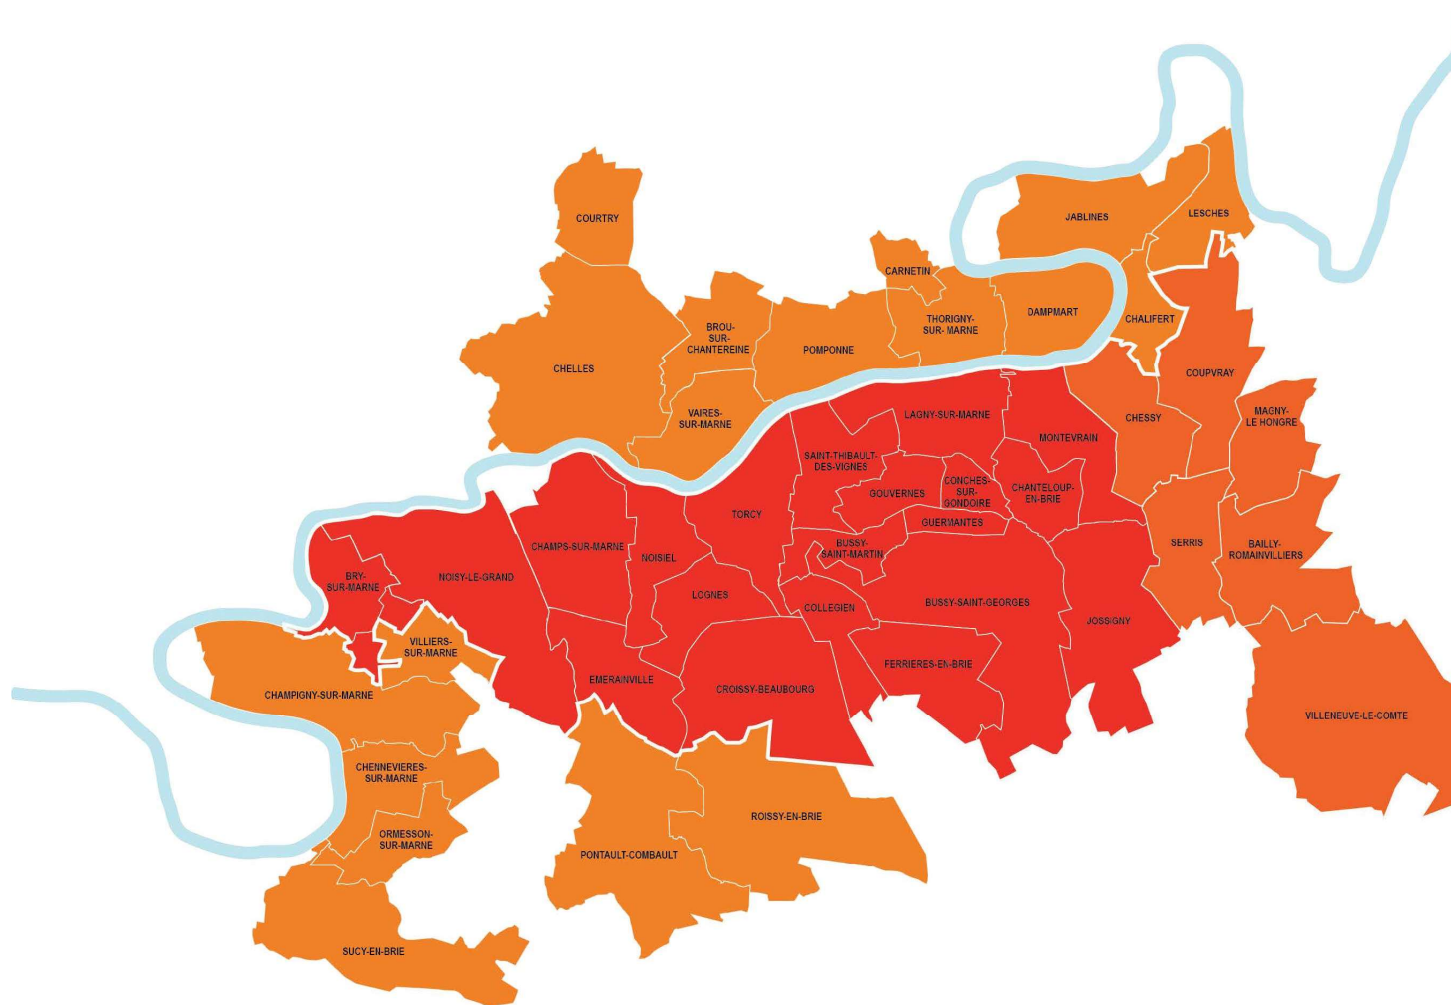 COURTRY
JABLINES
LESCHES
CARNETIN
DAMPMART
CHALIFERT
THORIGNY-
SUR- MARNE
BROU-
SUR-
CHANTEREINE
POMPONNE
CHELLES
COUPVRAY
VAIRES-
SUR-MARNE
LAGNY-SUR-MARNE
CHESSY
MAGNY-
LE HONGRE
MONTEVRAIN
SAINT-THIBAULT-
DES-VIGNES
GOUVERNES
CONCHES-
SUR-
GONDOIRE
CHANTELOUP-
EN-BRIE
TORCY
GUERMANTES
CHAMPS-SUR-MARNE
NOISIEL
BUSSY-
SAINT-MARTIN
SERRIS
BAILLY-
ROMAINVILLIERS
BRY-
SUR-MARNE
NOISY-LE-GRAND
LOGNES
COLLEGIEN
BUSSY-SAINT-GEORGES
JOSSIGNY
VILLIERS-
SUR-MARNE
FERRIERES-EN-BRIE
EMERAINVILLE
CROISSY-BEAUBOURG
CHAMPIGNY-SUR-MARNE
VILLENEUVE-LE-COMTE
CHENNEVIERES-
SUR-MARNE
ROISSY-EN-BRIE
ORMESSON-
SUR-MARNE
PONTAULT-COMBAULT
SUCY-EN-BRIE